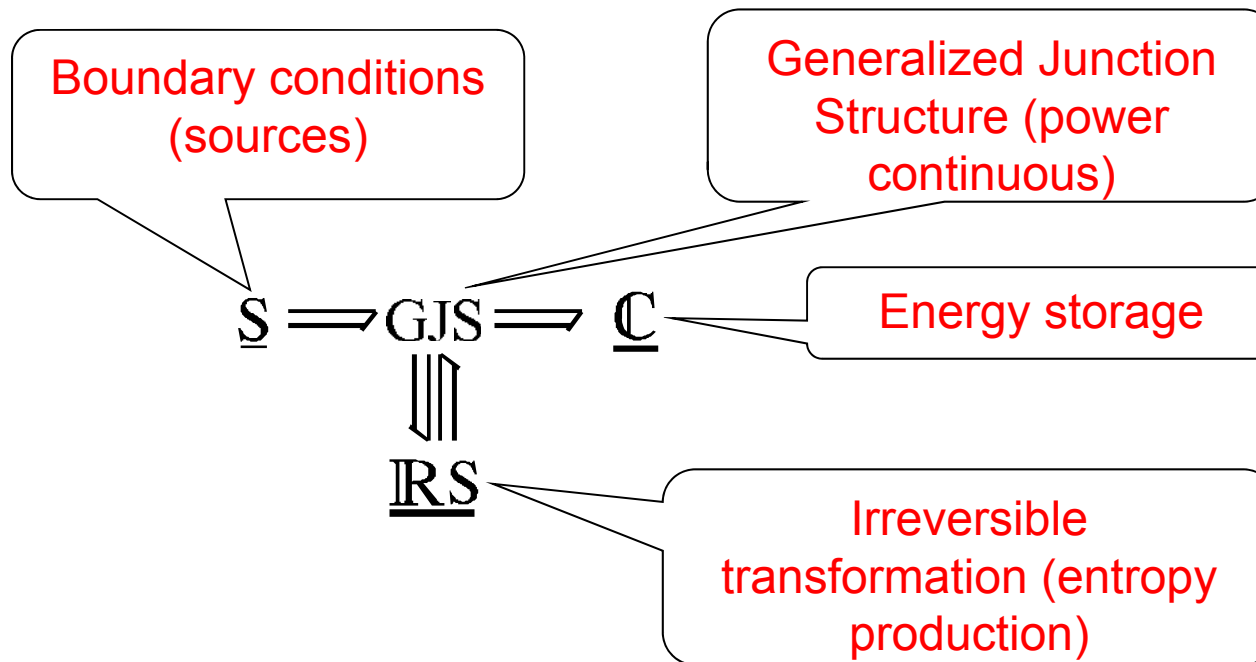 Boundary conditions
(sources)
Generalized Junction
Structure (power
continuous)
S GJS ℂ
Energy storage
ℝS
Irreversible
transformation (entropy
production)